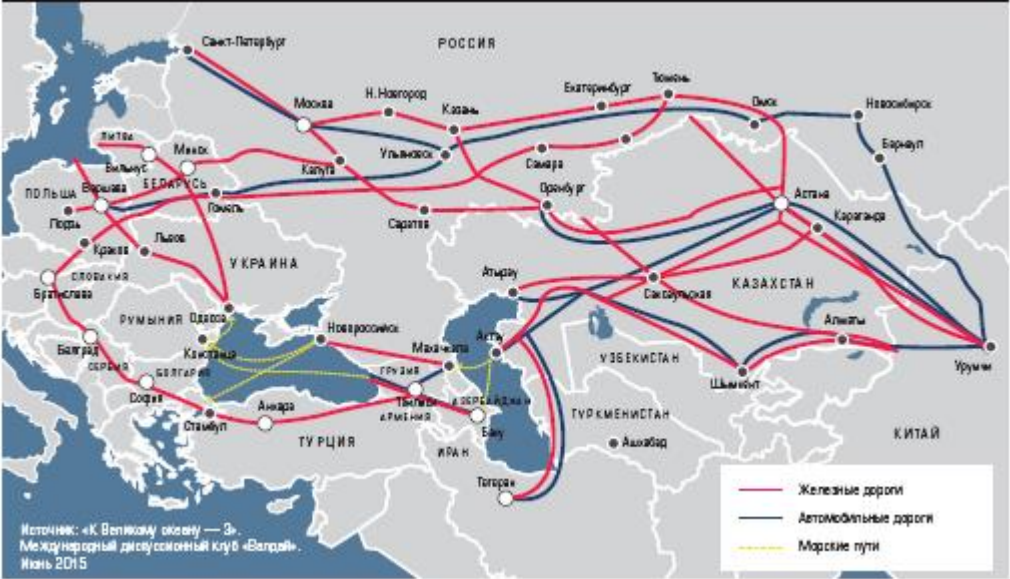 Санкт-Петербург
РОССИЯ
Москва
Н. Новгород
Казань
Екатеринбург
Тюмень
Омск
Новосибирск
Барнаул
Ульяновск
Калуга
Самара
Оренбург
Саратов
ЛИТВА
Вильнюс
Минск
БЕЛАРУСЬ
Гомель
ПОЛЬША
Варшава
Лодзь
Краков
Львов
УКРАИНА
СЛОВАКИЯ
Братислава
РУМЫНИЯ
Одесса
Констанца
Новороссийск
Белград
СЕРБИЯ
БОЛГАРИЯ
София
Стамбул
Анкара
ТУРЦИЯ
Махачкала
ГРУЗИЯ
Тбилиси
АРМЕНИЯ
АЗЕРБАЙДЖАН
Баку
ИРАН
Тегеран
Атырау
Актау
Астана
Караганда
КАЗАХСТАН
Саксаульская
Алматы
Шымкент
УЗБЕКИСТАН
ТУРКМЕНИСТАН
Ашхабад
Урумчи
КИТАЙ
Железные дороги
Автомобильные дороги
Морские пути
Источник: «К Великому океану — 3».
Международный дискуссионный клуб «Валдай».
Июнь 2015